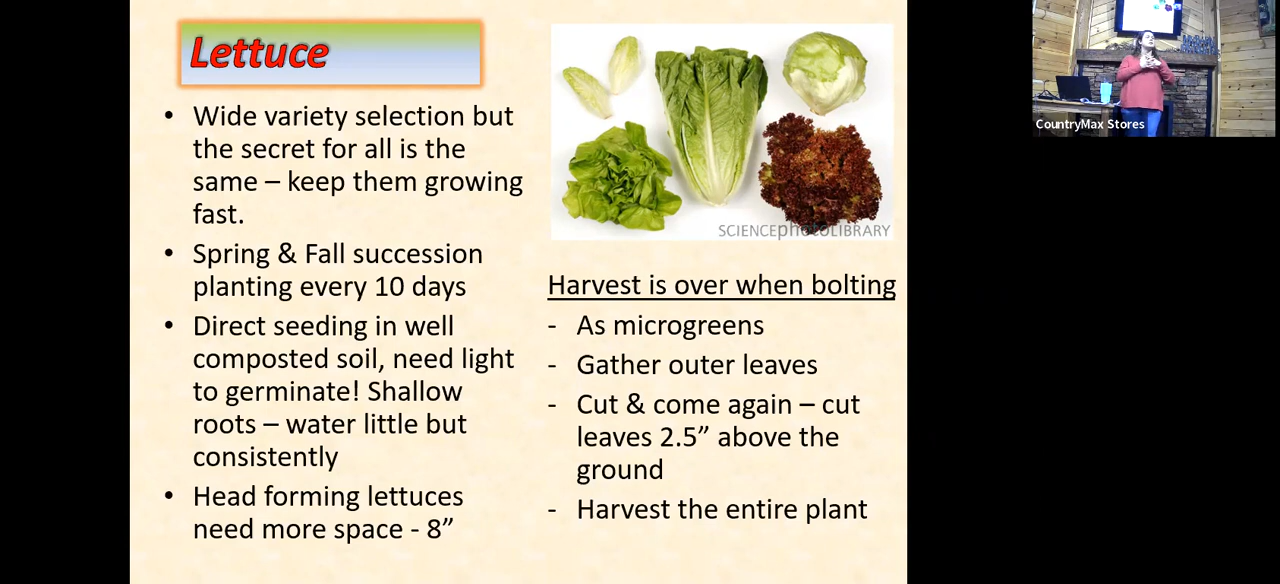 Lettuce
• Wide variety selection but
the secret for all is the
same – keep them growing
fast.
• Spring & Fall succession
planting every 10 days
• Direct seeding in well
composted soil, need light
to germinate! Shallow
roots – water little but
consistently
• Head forming lettuces
need more space - 8”
SCIENCEphotoLIBRARY
Harvest is over when bolting
- As microgreens
- Gather outer leaves
- Cut & come again – cut
leaves 2.5” above the
ground
- Harvest the entire plant
CountryMax Stores